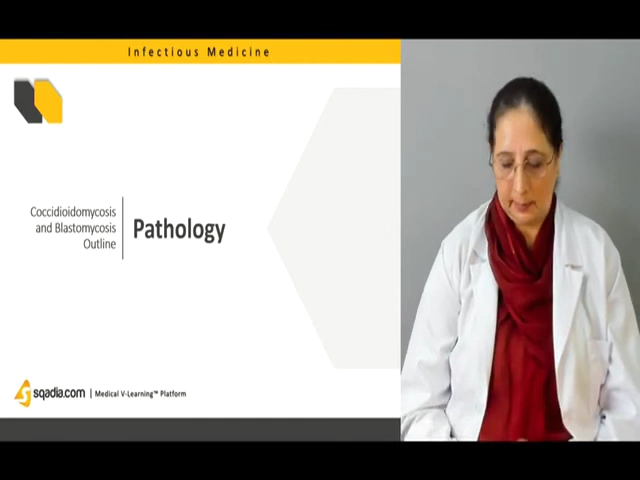 Infectious Medicine
Coccidioidomycosis
and Blastomycosis
Outline
Pathology
sqadia.com | Medical V-Learning™ Platform